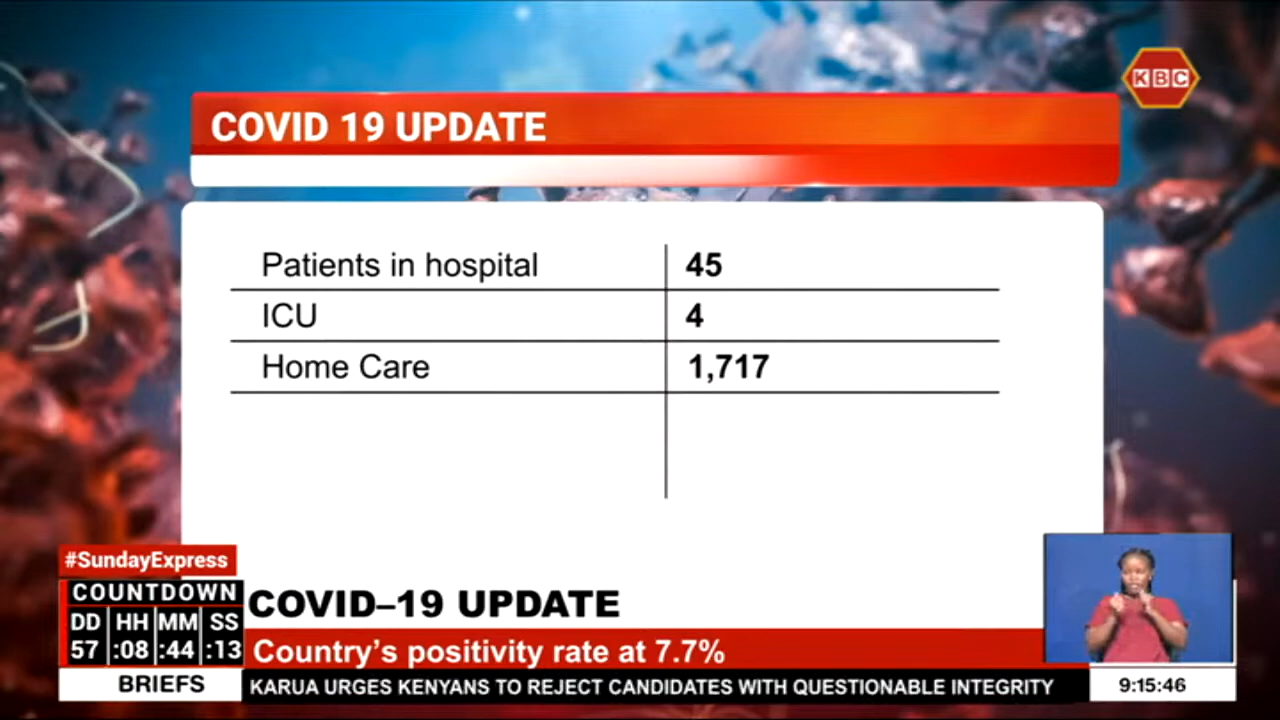 KBC
COVID 19 UPDATE
Patients in hospital 45
ICU 4
Home Care 1,717
#SundayExpress
COUNTDOWN
DD HH MM SS
57 :08 :44 :13
COVID–19 UPDATE
Country's positivity rate at 7.7%
BRIEFS
KARUA URGES KENYANS TO REJECT CANDIDATES WITH QUESTIONABLE INTEGRITY
9:15:46